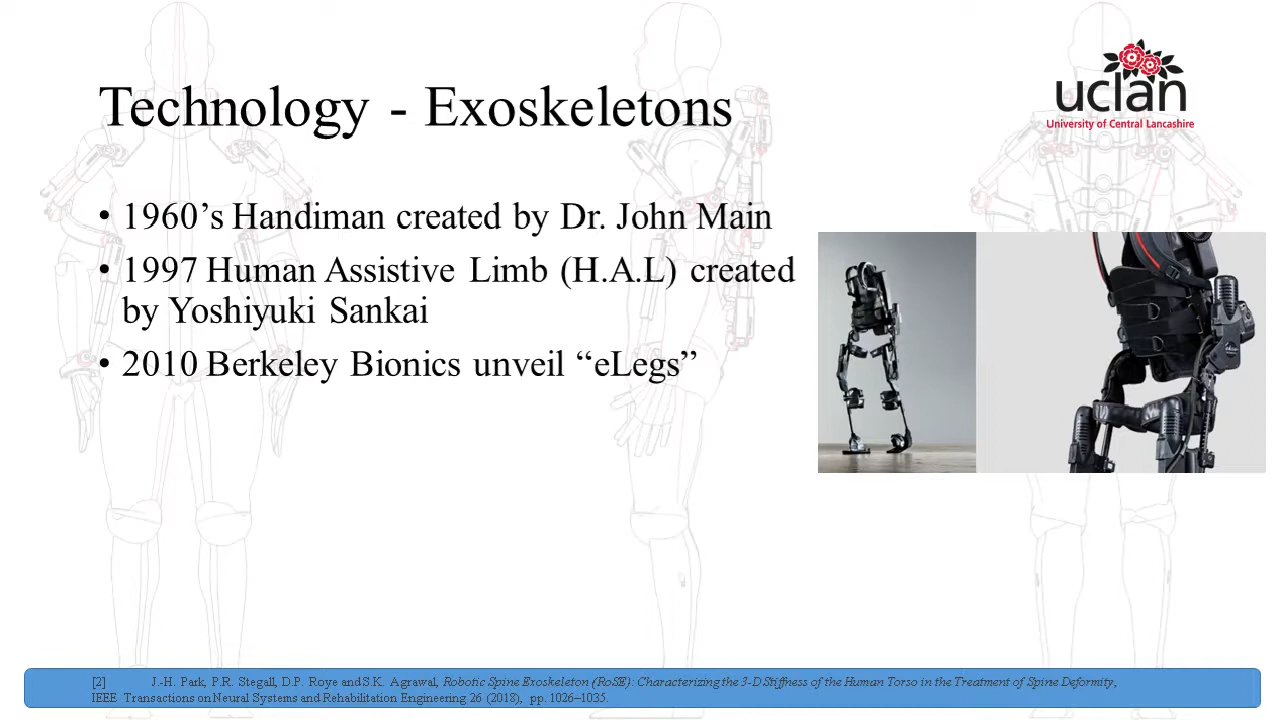 Technology - Exoskeletons
uclan
University of Central Lancashire
• 1960’s Handiman created by Dr. John Main
• 1997 Human Assistive Limb (H.A.L) created
by Yoshiyuki Sankai
• 2010 Berkeley Bionics unveil “eLegs”
[2] J.-H. Park, P.R. Stegall, D.P. Roye and S.K. Agrawal, Robotic Spine Exoskeleton (RoSE): Characterizing the 3-D Stiffness of the Human Torso in the Treatment of Spine Deformity,
IEEE Transactions on Neural Systems and Rehabilitation Engineering 26 (2018), pp. 1026–1035.